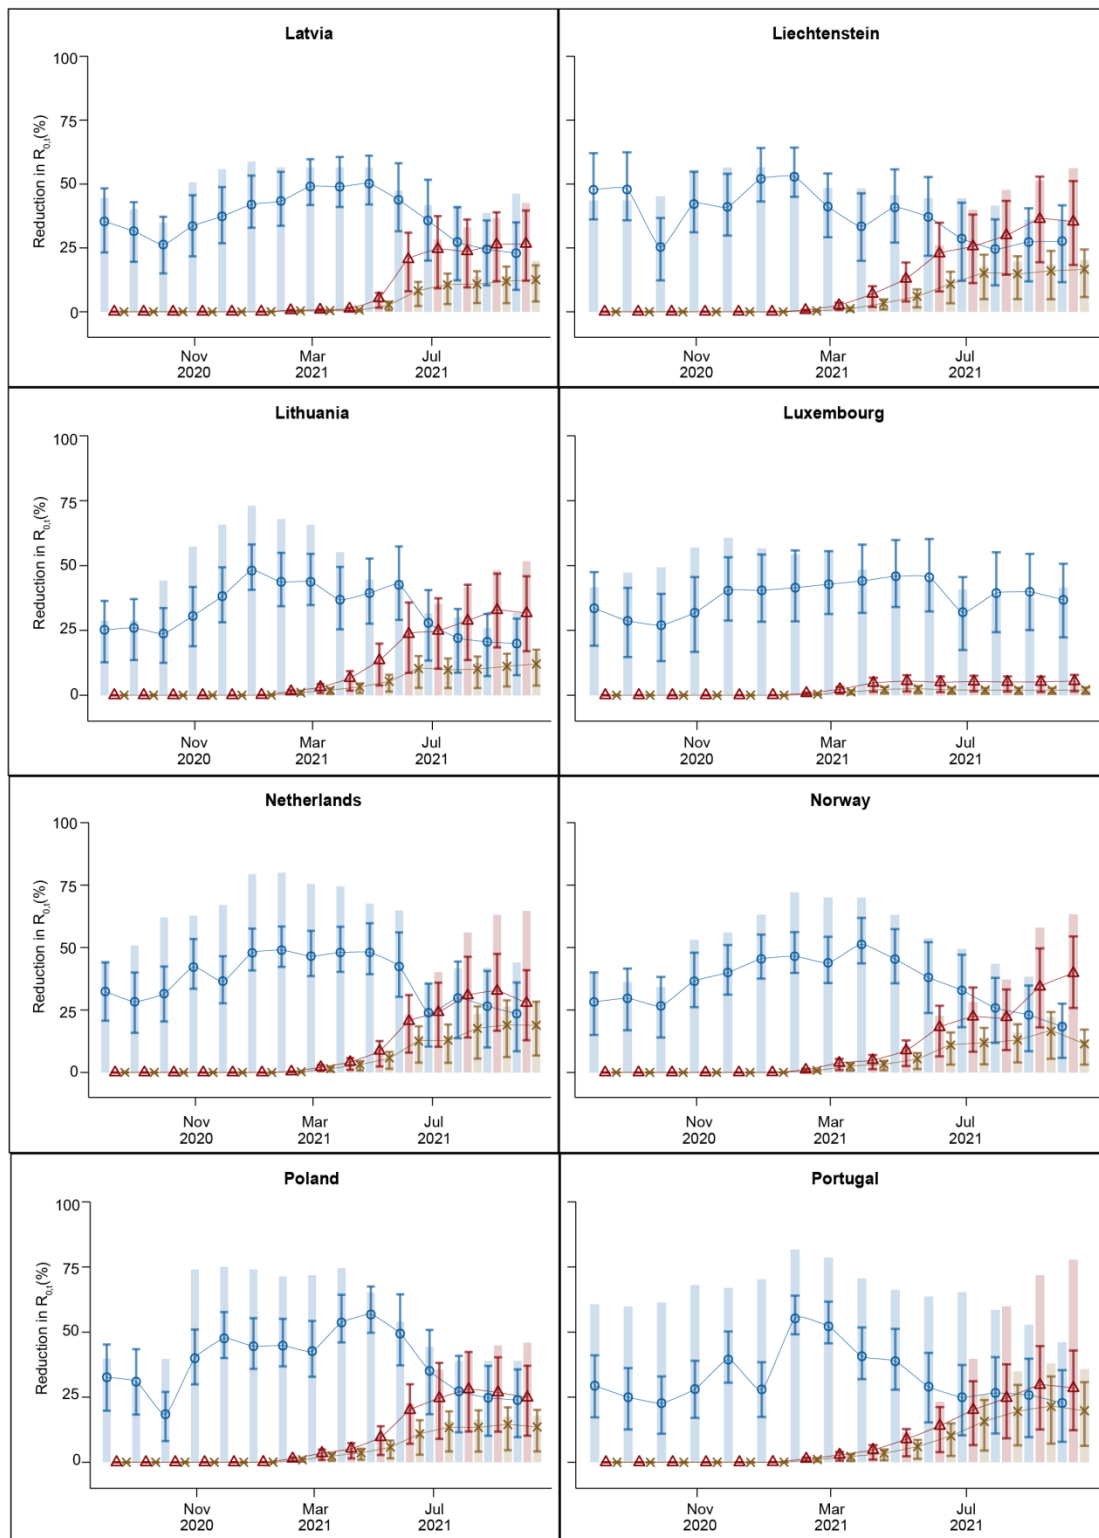 Latvia
Liechtenstein
100
75
50
25
0
Reduction in R0,t(%)
Nov
2020
Mar
2021
Jul
2021
Nov
2020
Mar
2021
Jul
2021
Lithuania
Luxembourg
100
75
50
25
0
Reduction in R0,t(%)
Nov
2020
Mar
2021
Jul
2021
Nov
2020
Mar
2021
Jul
2021
Netherlands
Norway
100
75
50
25
0
Reduction in R0,t(%)
Nov
2020
Mar
2021
Jul
2021
Nov
2020
Mar
2021
Jul
2021
Poland
Portugal
100
75
50
25
0
Reduction in R0,t(%)
Nov
2020
Mar
2021
Jul
2021
Nov
2020
Mar
2021
Jul
2021